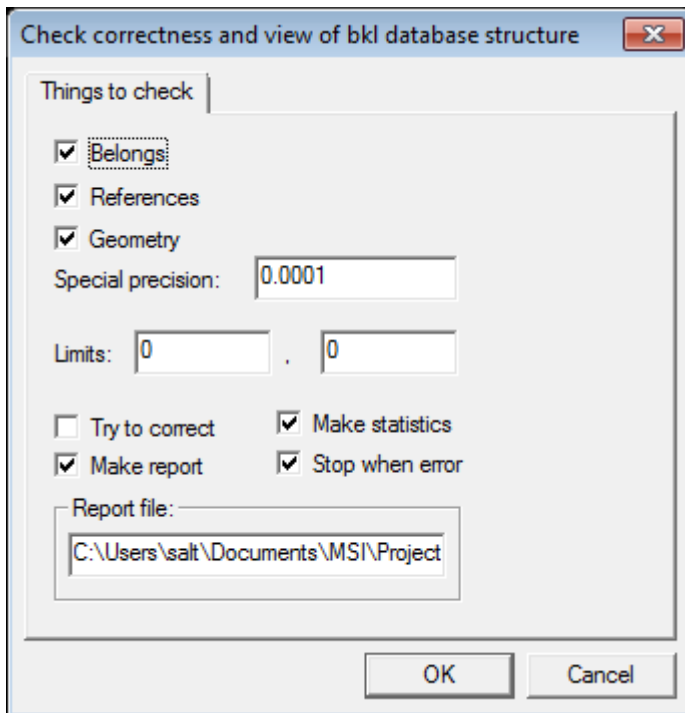 Check correctness and view of bkl database structure
Things to check
Belongs
References
Geometry
Special precision: 0.0001
Limits: 0 , 0
Try to correct Make statistics
Make report Stop when error
Report file:
C:\Users\salt\Documents\MSI\Project
OK Cancel